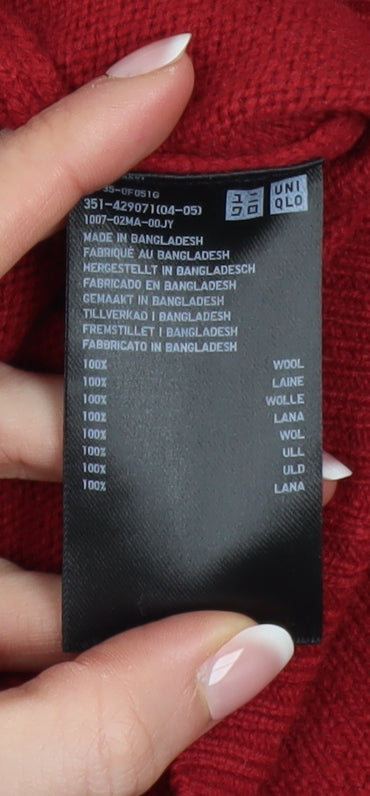 35-0F051G
351-429071(04-05)
1007-02MA-00JY
ユニ
クロ
UNI
QLO
MADE IN BANGLADESH
FABRIQUÉ AU BANGLADESH
HERGESTELLT IN BANGLADESCH
FABRICADO EN BANGLADESH
GEMAAKT IN BANGLADESH
TILLVERKAD I BANGLADESH
FREMSTILLET I BANGLADESH
FABBRICATO IN BANGLADESH
100% WOOL
100% LAINE
100% WOLLE
100% LANA
100% WOL
100% ULL
100% ULD
100% LANA